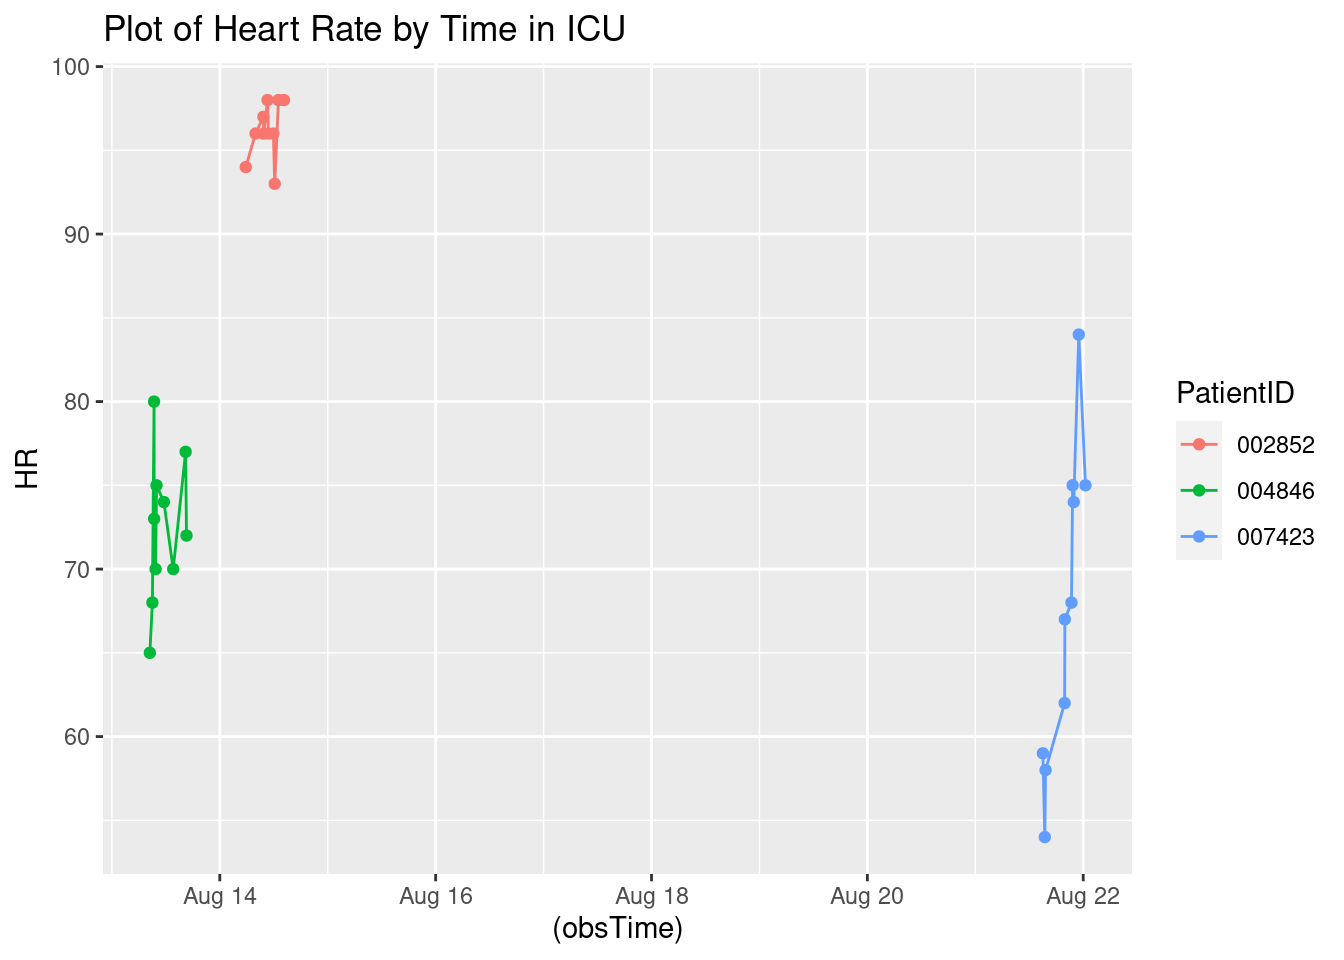 Plot of Heart Rate by Time in ICU
100
90
80
70
60
HR
Aug 14
Aug 16
Aug 18
Aug 20
Aug 22
(obsTime)
PatientID
002852
004846
007423